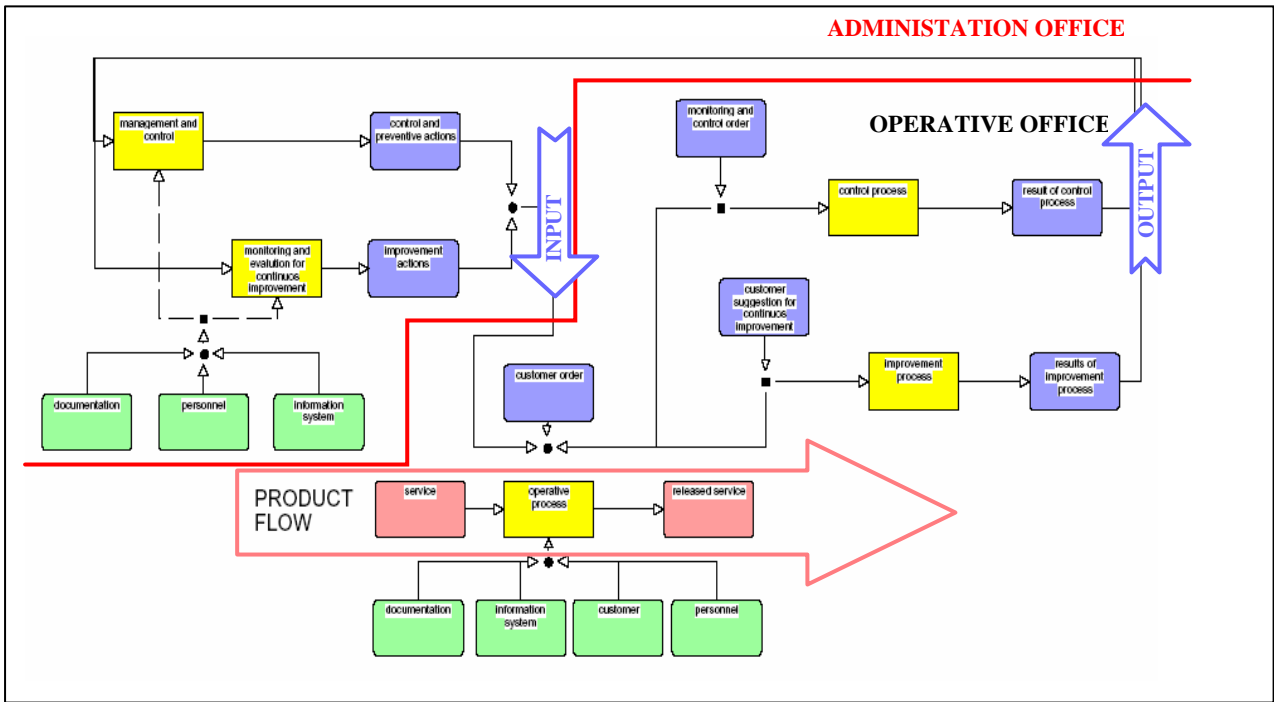 ADMINISTATION OFFICE
OPERATIVE OFFICE
management and
control
control and
preventive actions
monitoring and
control order
control process
result of control
process
INPUT
OUTPUT
monitoring and
evalution for
continuos
improvement
improvement
actions
customer
suggestion for
continuos
improvement
improvement
process
results of
improvement
process
customer order
documentation
personnel
information
system
PRODUCT
FLOW
service
operative
process
released service
documentation
information
system
customer
personnel